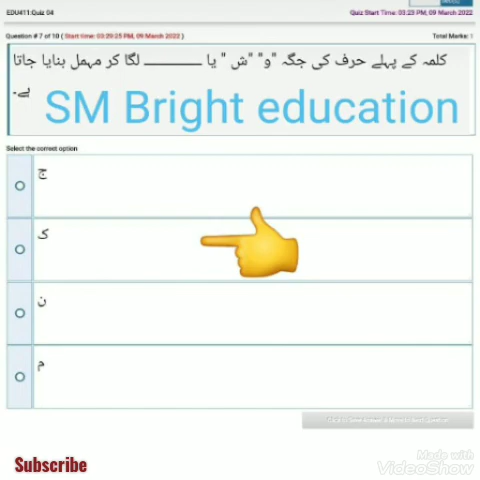 EDU411:Quiz 04
Quiz Start Time: 03:23 PM, 09 March 2022
Question # 7 of 10 ( Start time: 03:29:25 PM, 09 March 2022 )
Total Marks: 1
کلمہ کے پہلے حرف کی جگہ "و" "ش" یا ــــــــــــ لگا کر مہمل بنایا جاتا
ہے۔
SM Bright education
Select the correct option
ج
ک
ن
م
Subscribe
Made with
VideoShow